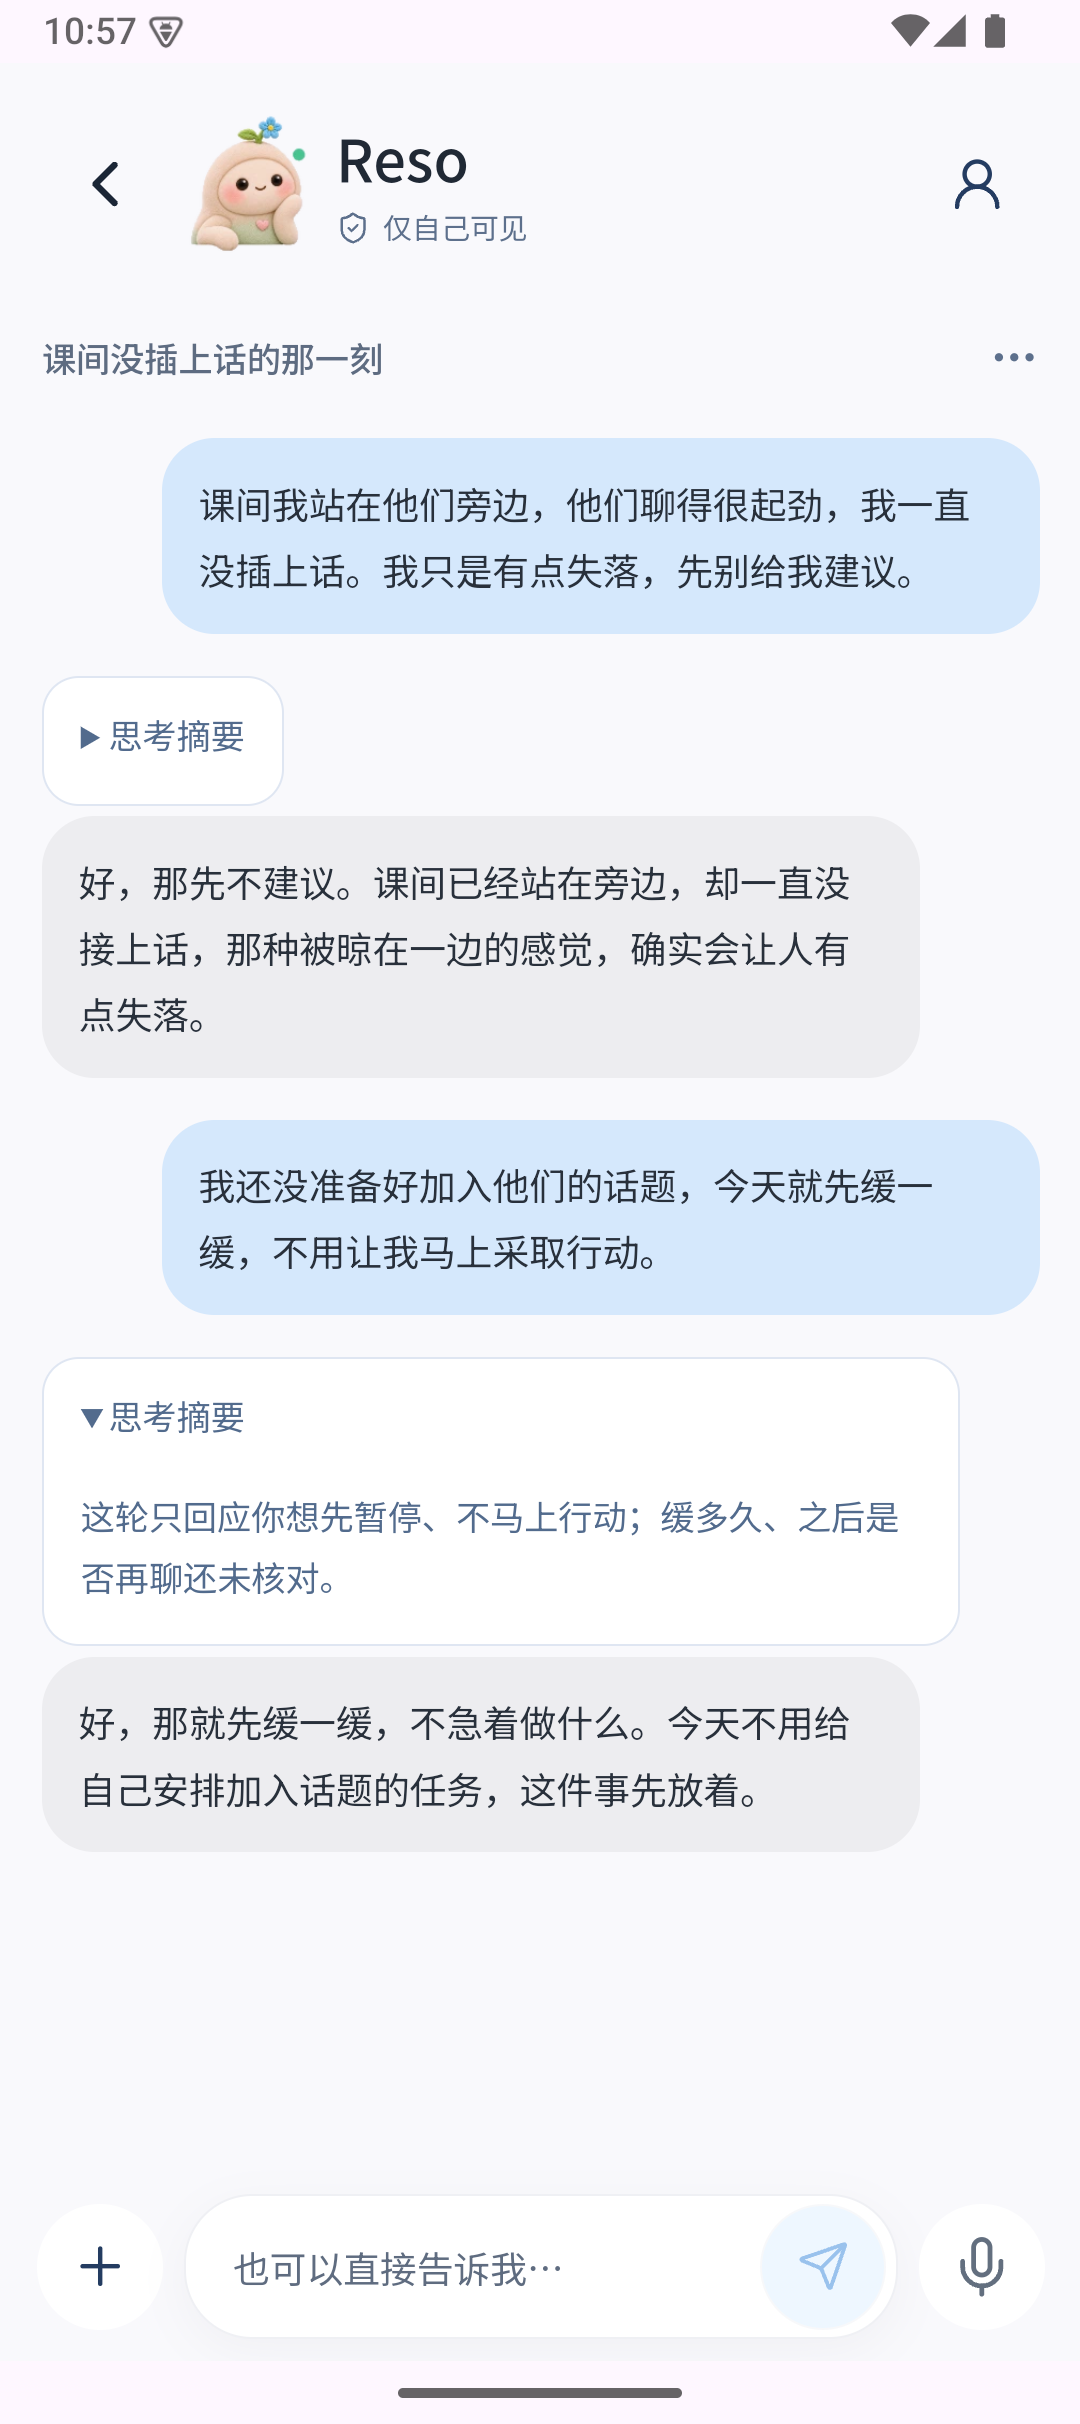 10:57
Reso
仅自己可见
课间没插上话的那一刻
课间我站在他们旁边，他们聊得很起劲，我一直
没插上话。我只是有点失落，先别给我建议。
▶思考摘要
好，那先不建议。课间已经站在旁边，却一直没
接上话，那种被晾在一边的感觉，确实会让人有
点失落。
我还没准备好加入他们的话题，今天就先缓一
缓，不用让我马上采取行动。
▼思考摘要
这轮只回应你想先暂停、不马上行动；缓多久、之后是
否再聊还未核对。
好，那就先缓一缓，不急着做什么。今天不用给
自己安排加入话题的任务，这件事先放着。
也可以直接告诉我…